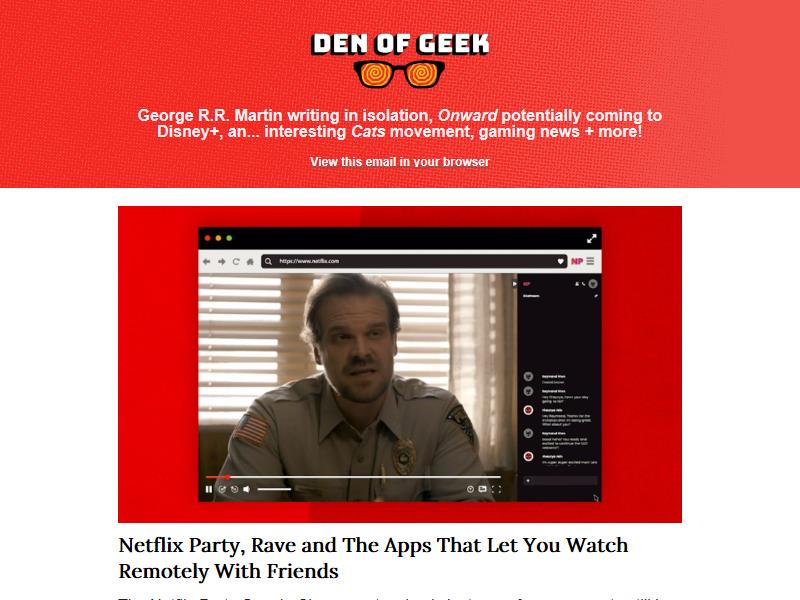 DEN OF GEEK
George R.R. Martin writing in isolation, Onward potentially coming to
Disney+, an... interesting Cats movement, gaming news + more!
View this email in your browser
https://www.netflix.com
NP
NP
Netflix Party, Rave and The Apps That Let You Watch
Remotely With Friends